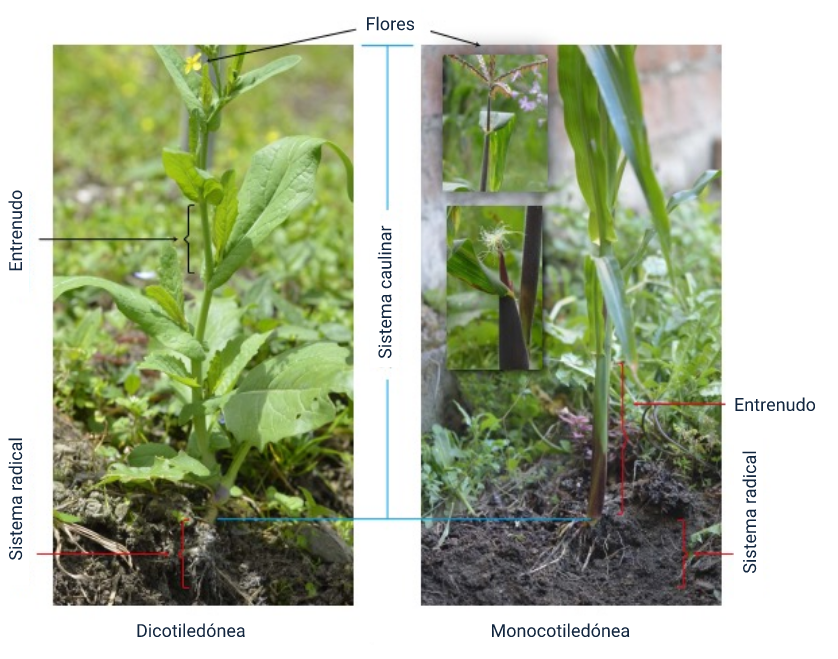 Flores
Entrenudo
Sistema caulinar
Entrenudo
Sistema radical
Sistema radical
Dicotiledónea
Monocotiledónea